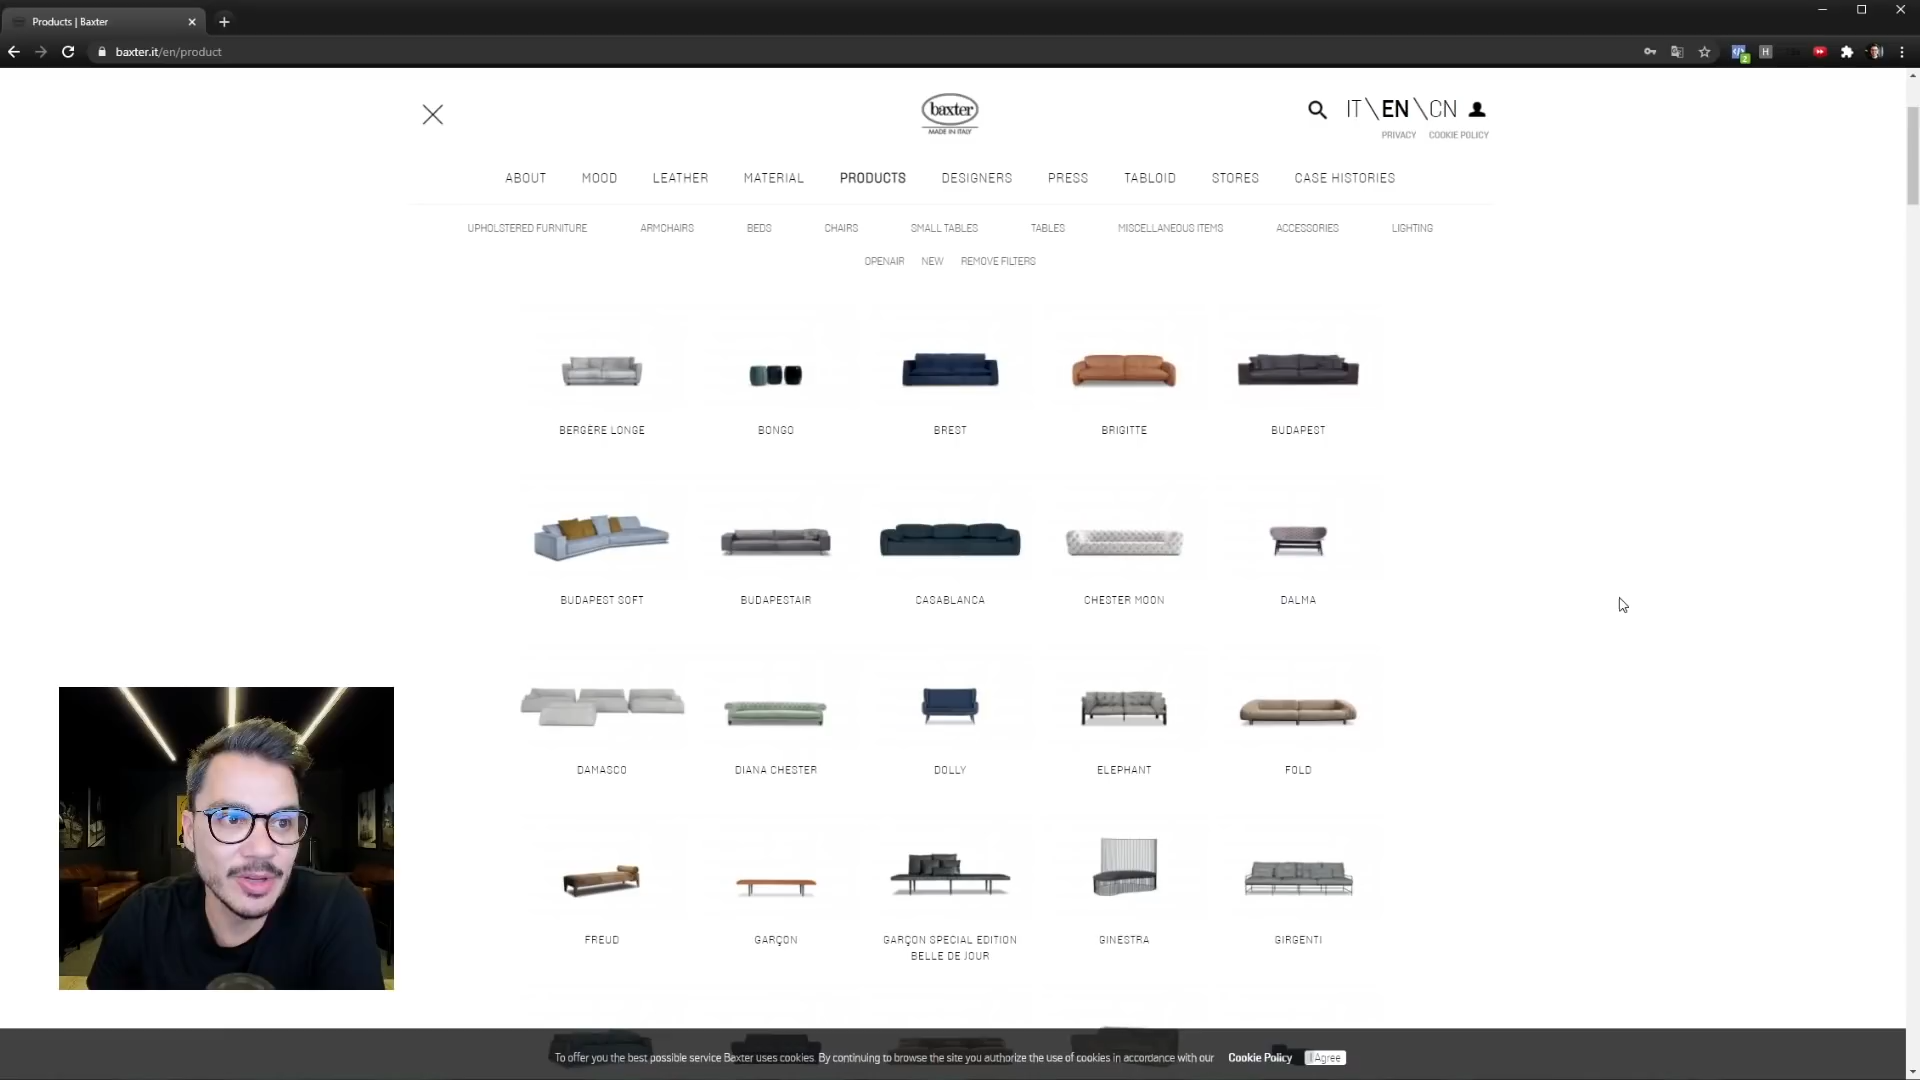 Products | Baxter
baxter.it/en/product
baxter
MADE IN ITALY
IT\EN\CN
PRIVACY COOKIE POLICY
ABOUT MOOD LEATHER MATERIAL PRODUCTS DESIGNERS PRESS TABLOID STORES CASE HISTORIES
UPHOLSTERED FURNITURE ARMCHAIRS BEDS CHAIRS SMALL TABLES TABLES MISCELLANEOUS ITEMS ACCESSORIES LIGHTING
OPENAIR NEW REMOVE FILTERS
BERGÈRE LONGE BONGO BREST BRIGITTE BUDAPEST
BUDAPEST SOFT BUDAPESTAIR CASABLANCA CHESTER MOON DALMA
DAMASCO DIANA CHESTER DOLLY ELEPHANT FOLD
FREUD GARÇON GARÇON SPECIAL EDITION GINESTRA GIRGENTI
BELLE DE JOUR
To offer you the best possible service Baxter uses cookies. By continuing to browse the site you authorize the use of cookies in accordance with our Cookie Policy I Agree